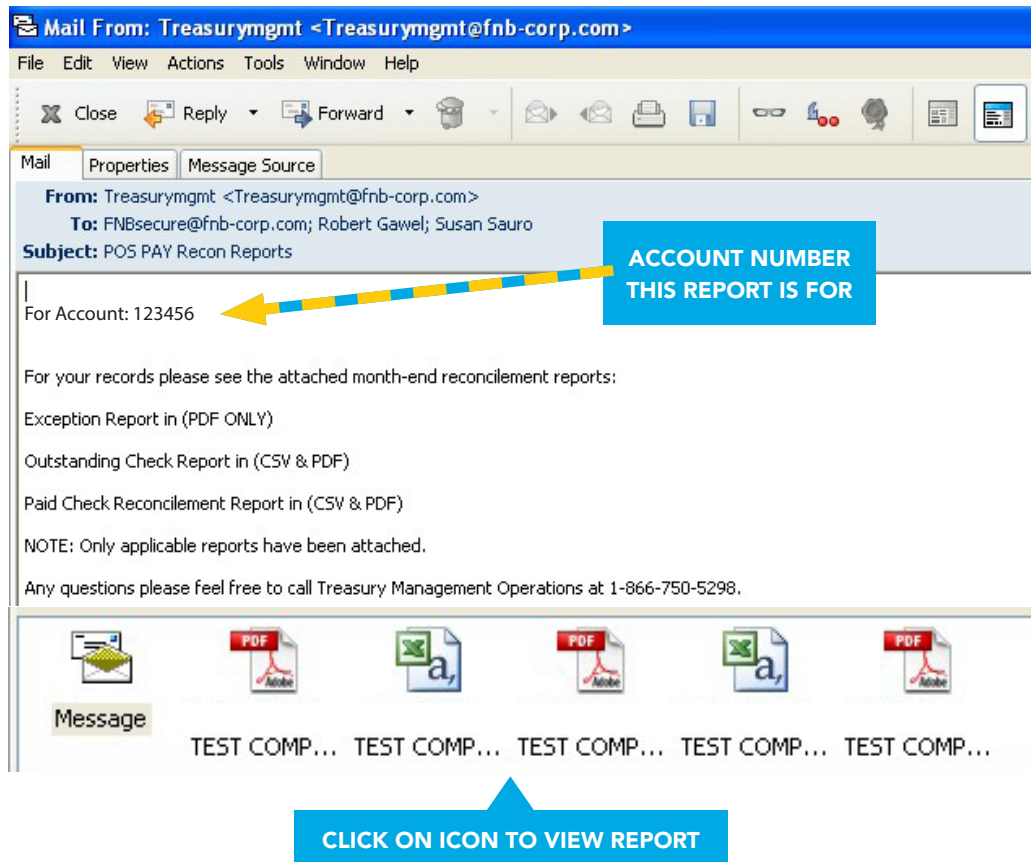 Mail From: Treasurymgmt <Treasurymgmt@fnb-corp.com>
File Edit View Actions Tools Window Help
Close Reply Forward
Mail Properties Message Source
From: Treasurymgmt <Treasurymgmt@fnb-corp.com>
To: FNBsecure@fnb-corp.com; Robert Gawel; Susan Sauro
Subject: POS PAY Recon Reports
ACCOUNT NUMBER
THIS REPORT IS FOR
For Account: 123456
For your records please see the attached month-end reconcilement reports:
Exception Report in (PDF ONLY)
Outstanding Check Report in (CSV & PDF)
Paid Check Reconcilement Report in (CSV & PDF)
NOTE: Only applicable reports have been attached.
Any questions please feel free to call Treasury Management Operations at 1-866-750-5298.
PDF Adobe a, PDF Adobe a, PDF Adobe
Message
TEST COMP... TEST COMP... TEST COMP... TEST COMP... TEST COMP...
CLICK ON ICON TO VIEW REPORT